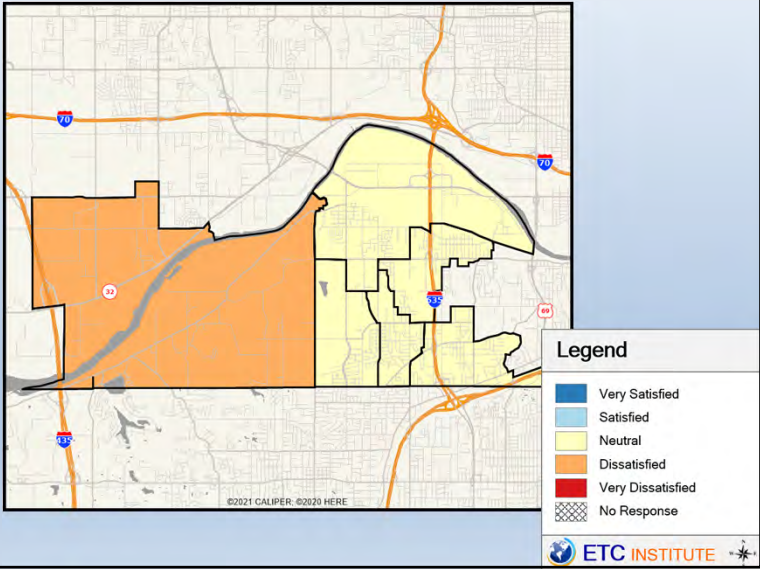 70
70
32
635
69
435
©2021 CALIPER; ©2020 HERE
Legend
Very Satisfied
Satisfied
Neutral
Dissatisfied
Very Dissatisfied
No Response
N
W
E
S
ETC INSTITUTE